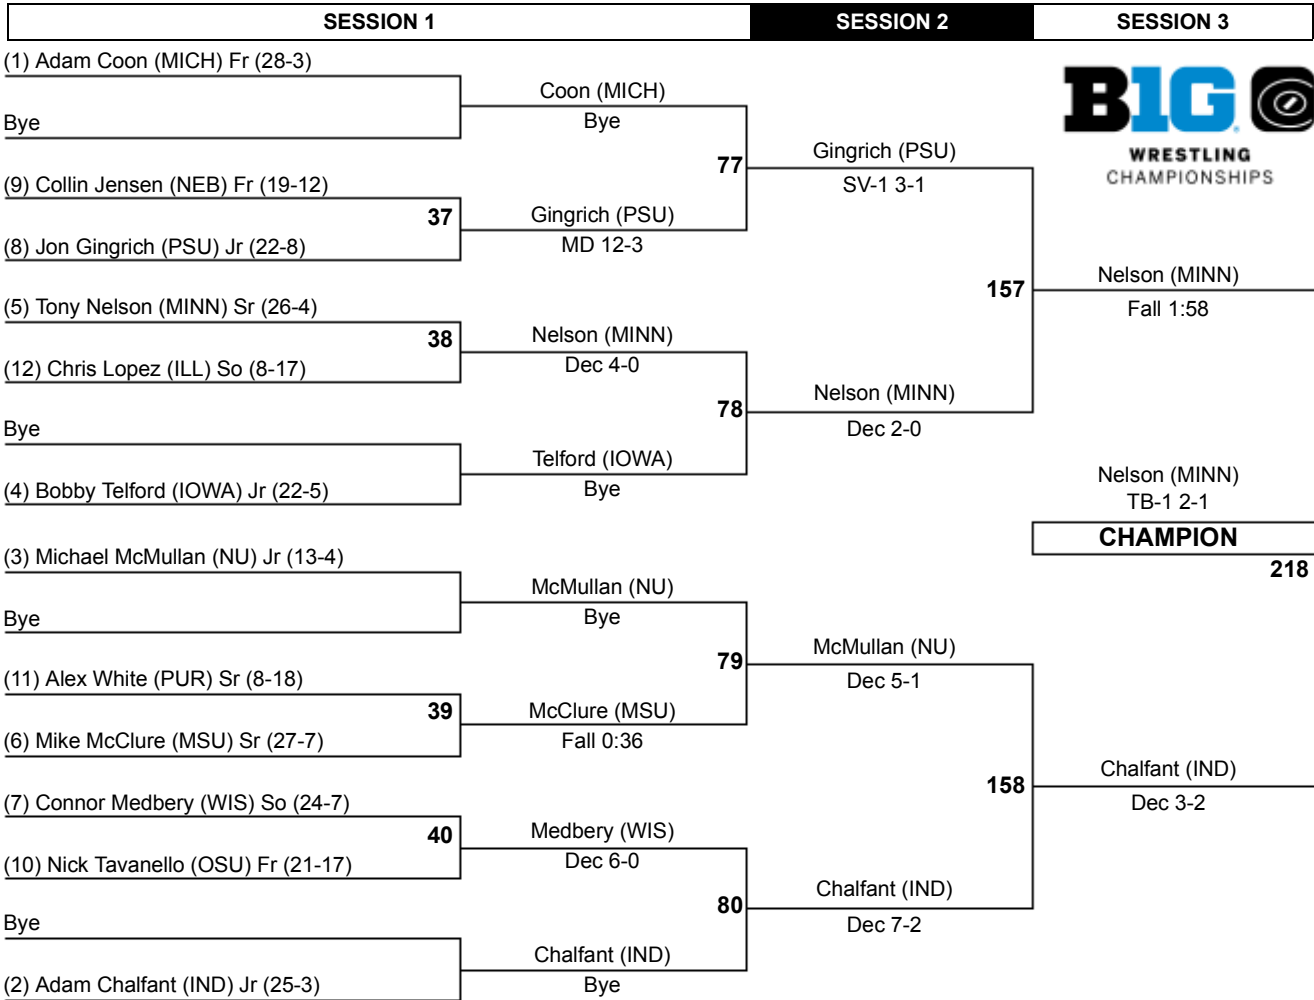 SESSION 1 SESSION 2 SESSION 3
(1) Adam Coon (MICH) Fr (28-3)
Coon (MICH)
Bye
Bye
B1G
WRESTLING
CHAMPIONSHIPS
77
Gingrich (PSU)
SV-1 3-1
(9) Collin Jensen (NEB) Fr (19-12)
37
Gingrich (PSU)
MD 12-3
(8) Jon Gingrich (PSU) Jr (22-8)
157
Nelson (MINN)
Fall 1:58
(5) Tony Nelson (MINN) Sr (26-4)
38
Nelson (MINN)
Dec 4-0
(12) Chris Lopez (ILL) So (8-17)
78
Nelson (MINN)
Dec 2-0
Bye
Telford (IOWA)
Bye
(4) Bobby Telford (IOWA) Jr (22-5)
Nelson (MINN)
TB-1 2-1
CHAMPION
218
(3) Michael McMullan (NU) Jr (13-4)
McMullan (NU)
Bye
Bye
79
McMullan (NU)
Dec 5-1
(11) Alex White (PUR) Sr (8-18)
39
McClure (MSU)
Fall 0:36
(6) Mike McClure (MSU) Sr (27-7)
158
Chalfant (IND)
Dec 3-2
(7) Connor Medbery (WIS) So (24-7)
40
Medbery (WIS)
Dec 6-0
(10) Nick Tavanello (OSU) Fr (21-17)
80
Chalfant (IND)
Dec 7-2
Bye
Chalfant (IND)
Bye
(2) Adam Chalfant (IND) Jr (25-3)